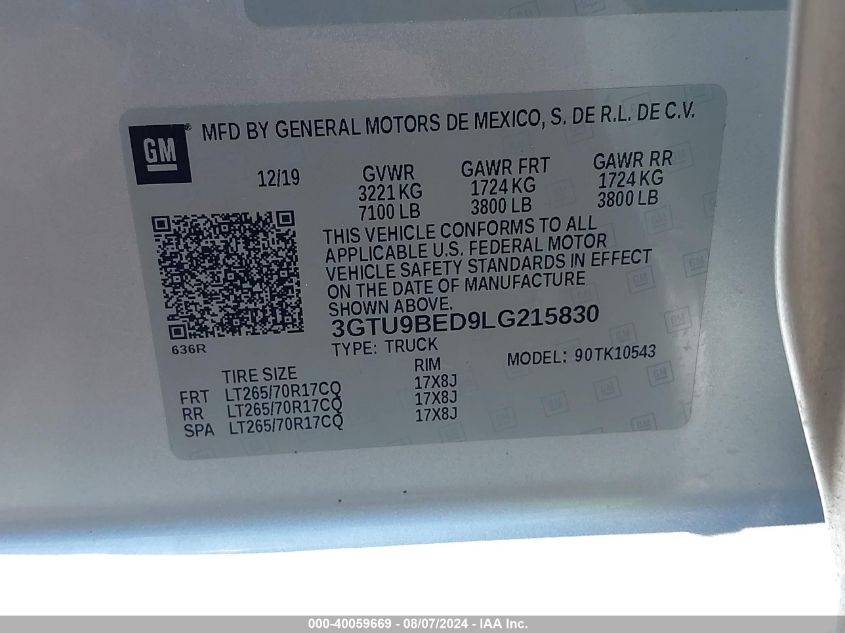 GM ® MFD BY GENERAL MOTORS DE MEXICO, S. DE R.L. DE C.V.
12/19 GVWR GAWR FRT GAWR RR
3221 KG 1724 KG 1724 KG
7100 LB 3800 LB 3800 LB
THIS VEHICLE CONFORMS TO ALL
APPLICABLE U.S. FEDERAL MOTOR
VEHICLE SAFETY STANDARDS IN EFFECT
ON THE DATE OF MANUFACTURE
SHOWN ABOVE.
3GTU9BED9LG215830
636R TYPE: TRUCK MODEL: 90TK10543
TIRE SIZE RIM
FRT LT265/70R17CQ 17X8J
RR LT265/70R17CQ 17X8J
SPA LT265/70R17CQ 17X8J
000-40059669 - 08/07/2024 - IAA Inc.